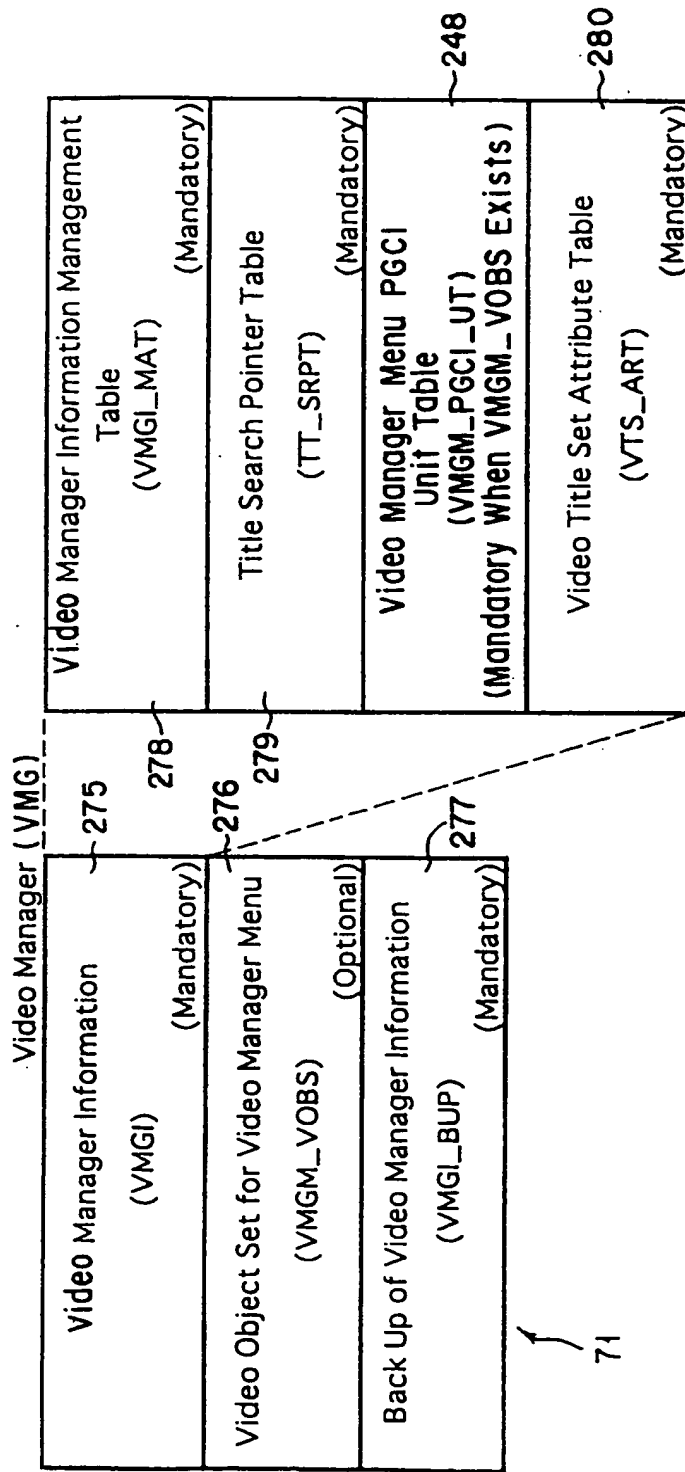 Video Manager (VMG)
275
Video Manager Information
(VMGI)
(Mandatory)
276
Video Object Set for Video Manager Menu
(VMGM_VOBS)
(Optional)
277
Back Up of Video Manager Information
(VMGI_BUP)
(Mandatory)
71
278
Video Manager Information Management
Table
(VMGI_MAT)
(Mandatory)
279
Title Search Pointer Table
(TT_SRPT)
(Mandatory)
248
Video Manager Menu PGCI
Unit Table
(VMGM_PGCI_UT)
(Mandatory When VMGM_VOBS Exists)
280
Video Title Set Attribute Table
(VTS_ART)
(Mandatory)